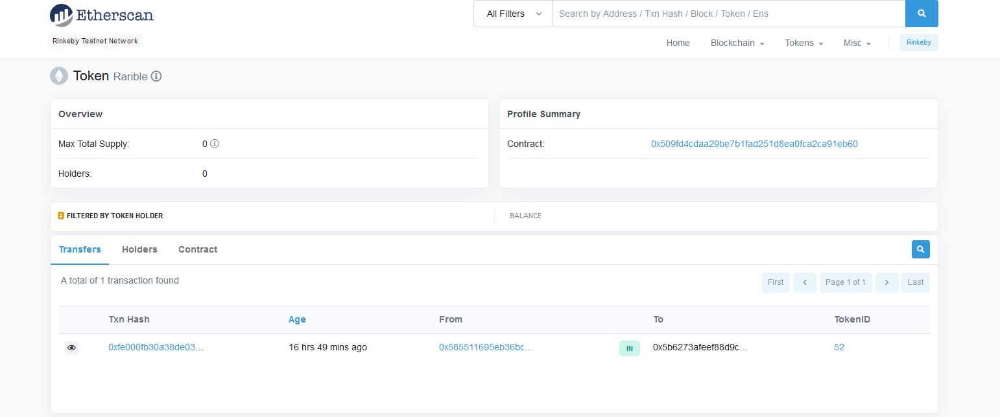 Etherscan
All Filters
Search by Address / Txn Hash / Block / Token / Ens
Rinkeby Testnet Network
Home Blockchain Tokens Misc Rinkeby
Token Rarible
Overview
Max Total Supply: 0
Holders: 0
Profile Summary
Contract: 0x509fd4cdaa29be7b1fad251d8ea0fca2ca91eb60
FILTERED BY TOKEN HOLDER
BALANCE
Transfers Holders Contract
A total of 1 transaction found
First Page 1 of 1 Last
Txn Hash Age From To TokenID
0xfe000fb30a38de03... 16 hrs 49 mins ago 0x585511695eb36bc... IN 0x5b6273afeef88d9c... 52